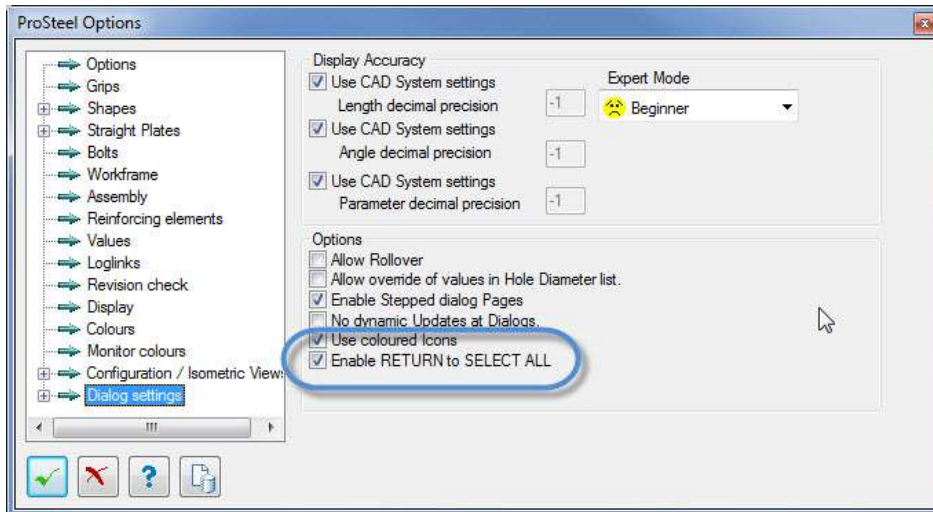 ProSteel Options
Options
Grips
Shapes
Straight Plates
Bolts
Workframe
Assembly
Reinforcing elements
Values
Loglinks
Revision check
Display
Colours
Monitor colours
Configuration / Isometric Views
Dialog settings
Display Accuracy
Use CAD System settings
Length decimal precision
-1
Use CAD System settings
Angle decimal precision
-1
Use CAD System settings
Parameter decimal precision
-1
Expert Mode
Beginner
Options
Allow Rollover
Allow override of values in Hole Diameter list.
Enable Stepped dialog Pages
No dynamic Updates at Dialogs.
Use coloured Icons
Enable RETURN to SELECT ALL